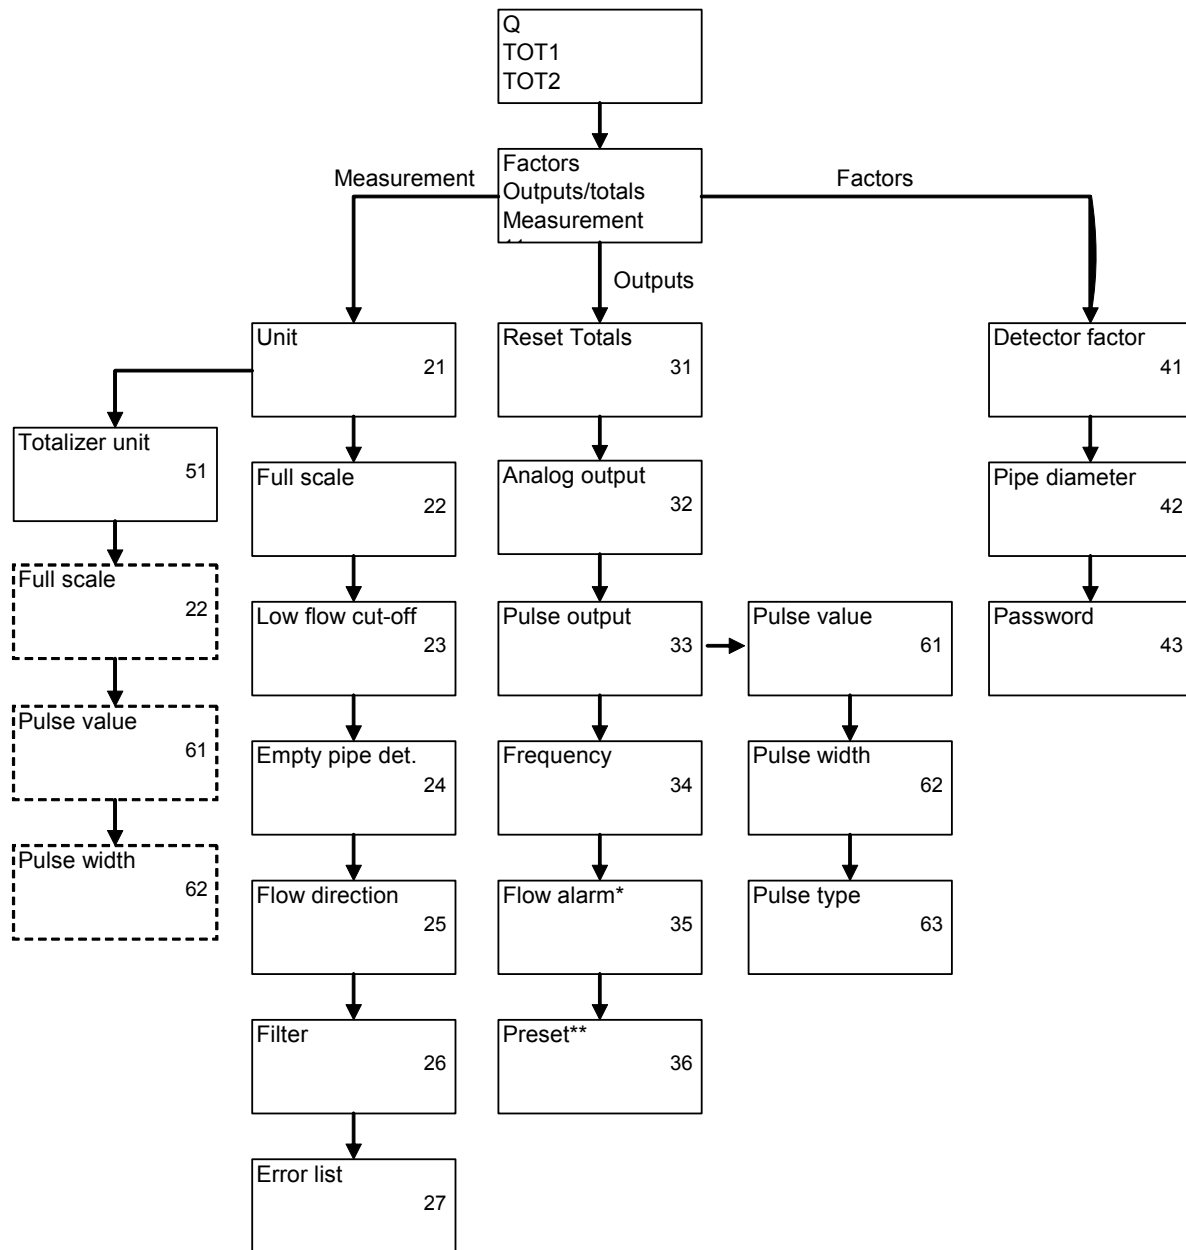 Q
TOT1
TOT2
Factors
Outputs/totals
Measurement
Measurement
Factors
Outputs
Unit
21
Reset Totals
31
Detector factor
41
Totalizer unit
51
Full scale
22
Analog output
32
Pipe diameter
42
Full scale
22
Low flow cut-off
23
Pulse output
33
Pulse value
61
Password
43
Pulse value
61
Empty pipe det.
24
Frequency
34
Pulse width
62
Pulse width
62
Flow direction
25
Flow alarm*
35
Pulse type
63
Filter
26
Preset**
36
Error list
27